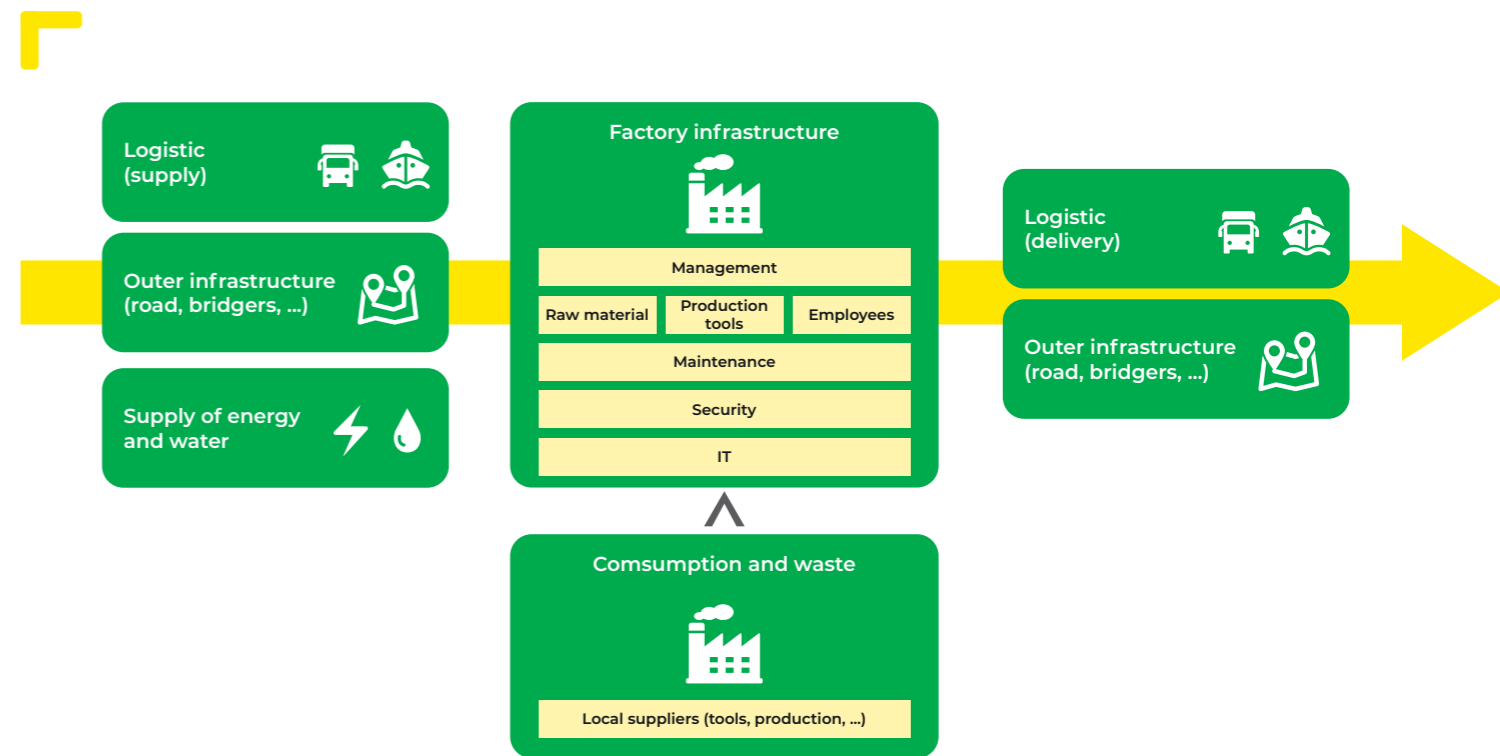 Logistic
(supply)
Outer infrastructure
(road, bridgers, ...)
Supply of energy
and water
Factory infrastructure
Management
Raw material
Production
tools
Employees
Maintenance
Security
IT
Comsumption and waste
Local suppliers (tools, production, ...)
Logistic
(delivery)
Outer infrastructure
(road, bridgers, ...)